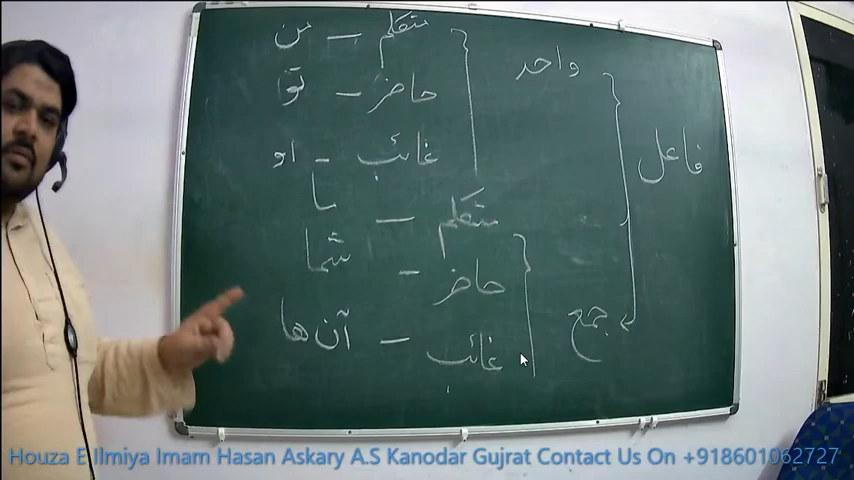 متکلم — من
واحد
حاضر — تو
فاعل
غائب - او
متکلم — ما
حاضر - شما
جمع
غائب - آن ها
Houza E Ilmiya Imam Hasan Askary A.S Kanodar Gujrat Contact Us On +918601062727